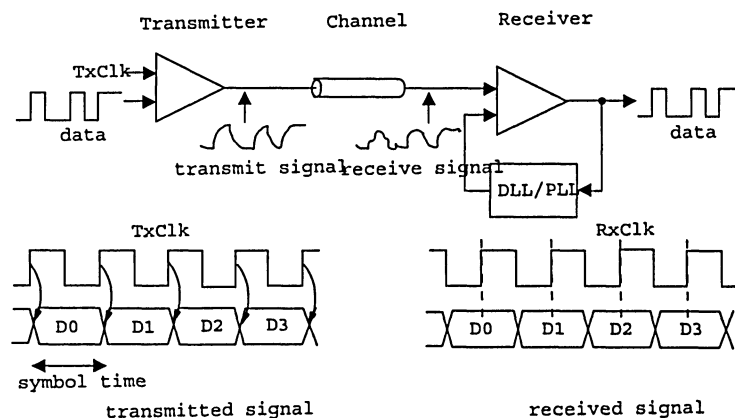 Transmitter Channel Receiver
TxClk
data
transmit signal
receive signal
data
DLL/PLL
TxClk
RxClk
D0 D1 D2 D3
D0 D1 D2 D3
symbol time
transmitted signal
received signal